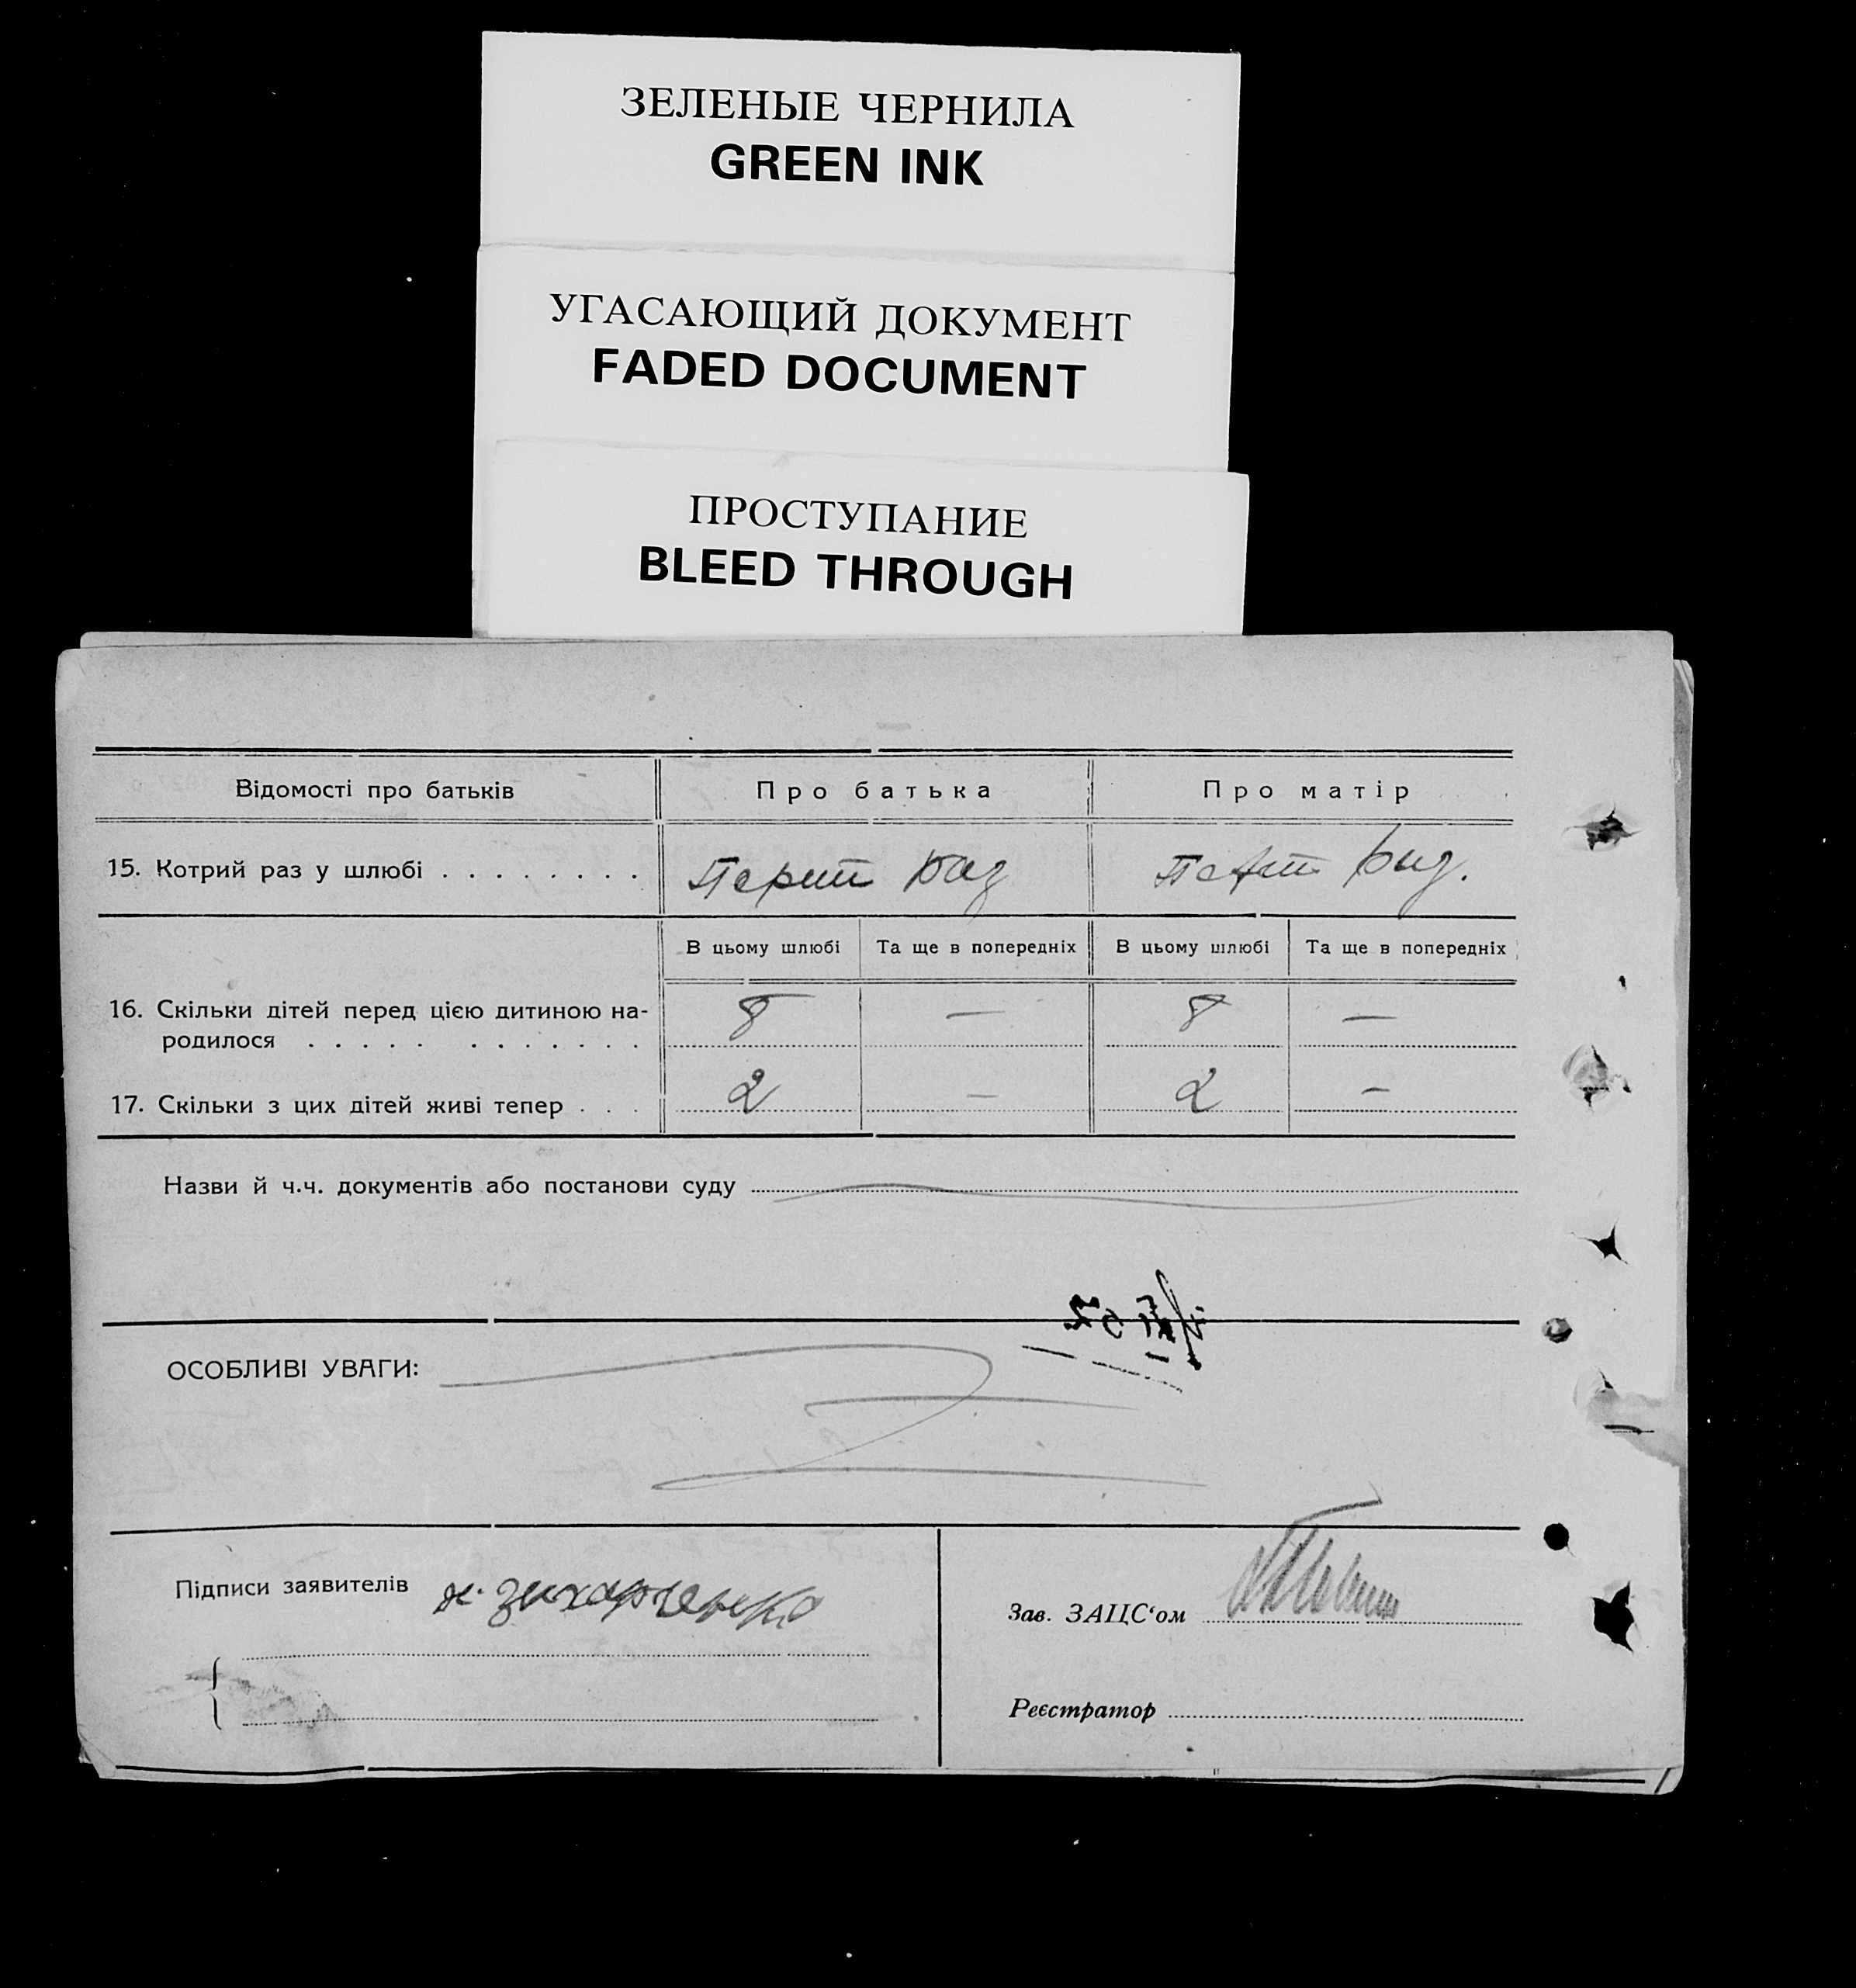 ЗЕЛЕНЫЕ ЧЕРНИЛА
GREEN INK
УГАСАЮЩИЙ ДОКУМЕНТ
FADED DOCUMENT
ПРОСТУПАНИЕ
BLEED THROUGH
Відомості про батьків Про батька Про матір
15. Котрий раз у шлюбі . . . . . . . . раз раз.
В цьому шлюбі Та ще в попередніх В цьому шлюбі Та ще в попередніх
16. Скільки дітей перед цією дитиною на- 8 — 8 —
родилося . . . . . . . . . . . .
17. Скільки з цих дітей живі тепер . . . 2 — 2 —
Назви й ч.ч. документів або постанови суду
ОСОБЛИВІ УВАГИ:
Підписи заявителів
Зав. ЗАЦС‘ом
Реєстратор